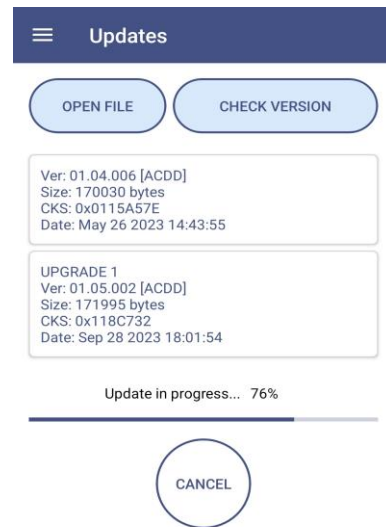 Updates
OPEN FILE
CHECK VERSION
Ver: 01.04.006 [ACDD]
Size: 170030 bytes
CKS: 0x0115A57E
Date: May 26 2023 14:43:55
UPGRADE 1
Ver: 01.05.002 [ACDD]
Size: 171995 bytes
CKS: 0x118C732
Date: Sep 28 2023 18:01:54
Update in progress... 76%
CANCEL